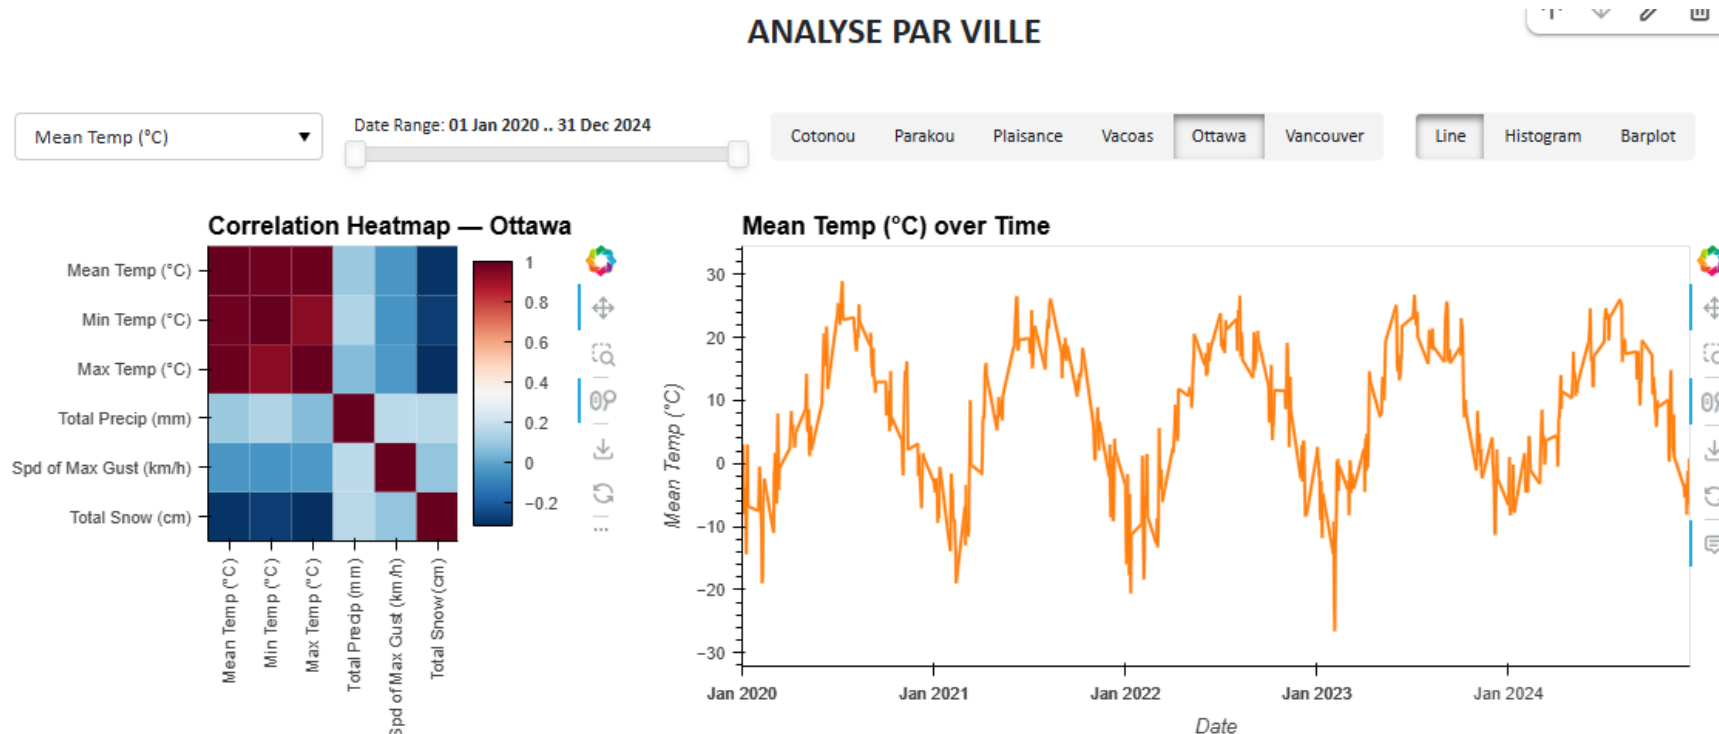 ANALYSE PAR VILLE
Mean Temp (°C)
Date Range: 01 Jan 2020 .. 31 Dec 2024
Cotonou Parakou Plaisance Vacoas Ottawa Vancouver
Line Histogram Barplot
Correlation Heatmap — Ottawa
Mean Temp (°C)
Min Temp (°C)
Max Temp (°C)
Total Precip (mm)
Spd of Max Gust (km/h)
Total Snow (cm)
1
0.8
0.6
0.4
0.2
0
−0.2
Mean Temp (°C)
Min Temp (°C)
Max Temp (°C)
Total Precip (mm)
Spd of Max Gust (km/h)
Total Snow (cm)
Mean Temp (°C) over Time
Mean Temp (°C)
30
20
10
0
−10
−20
−30
Jan 2020 Jan 2021 Jan 2022 Jan 2023 Jan 2024
Date